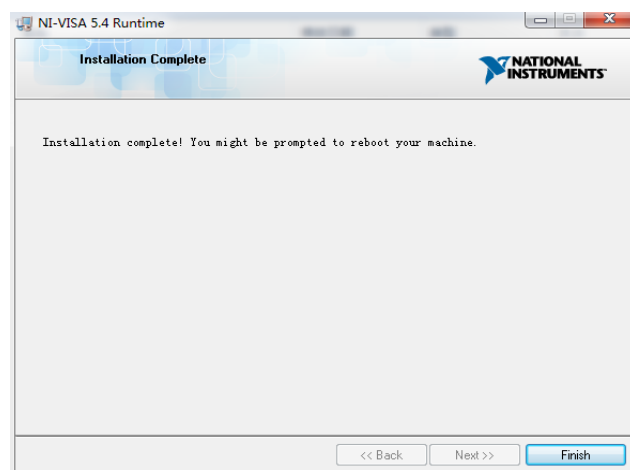 NI-VISA 5.4 Runtime
Installation Complete
NATIONAL
INSTRUMENTS™
Installation complete! You might be prompted to reboot your machine.
<< Back
Next >>
Finish